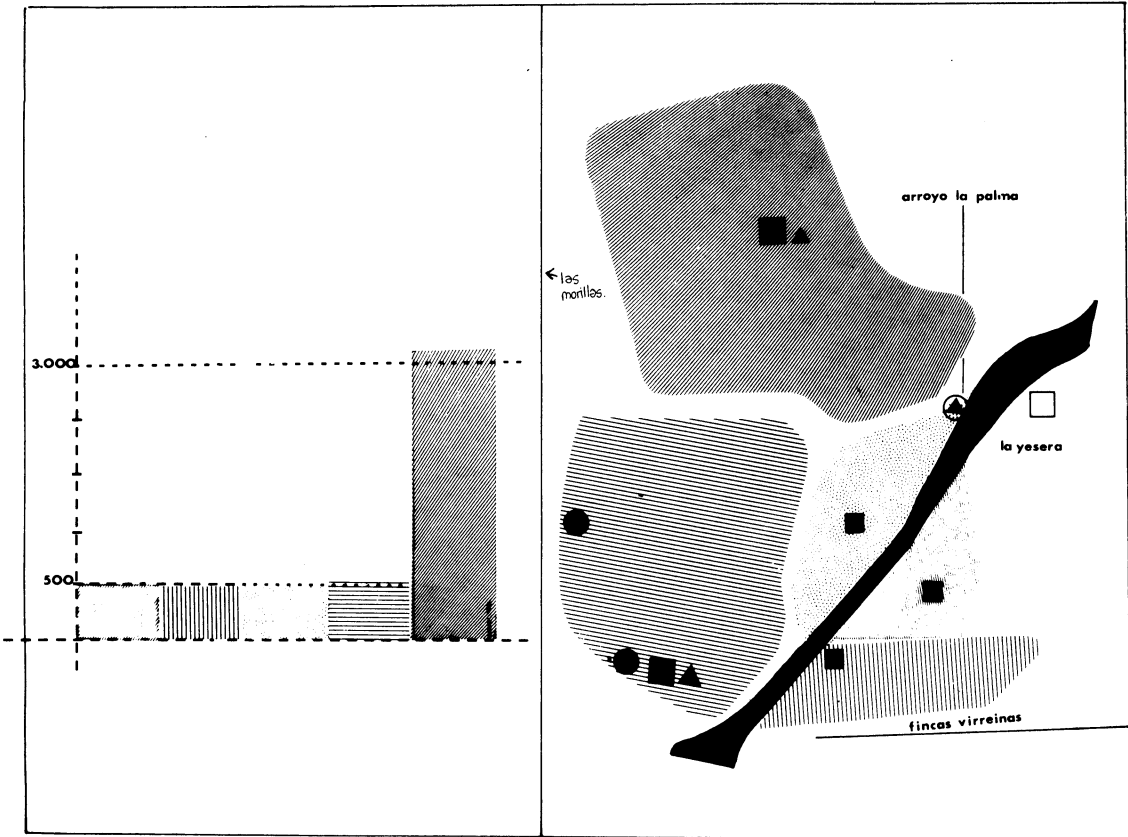 3.000
500
arroyo la palma
← las
morillas.
la yesera
fincas virreinas